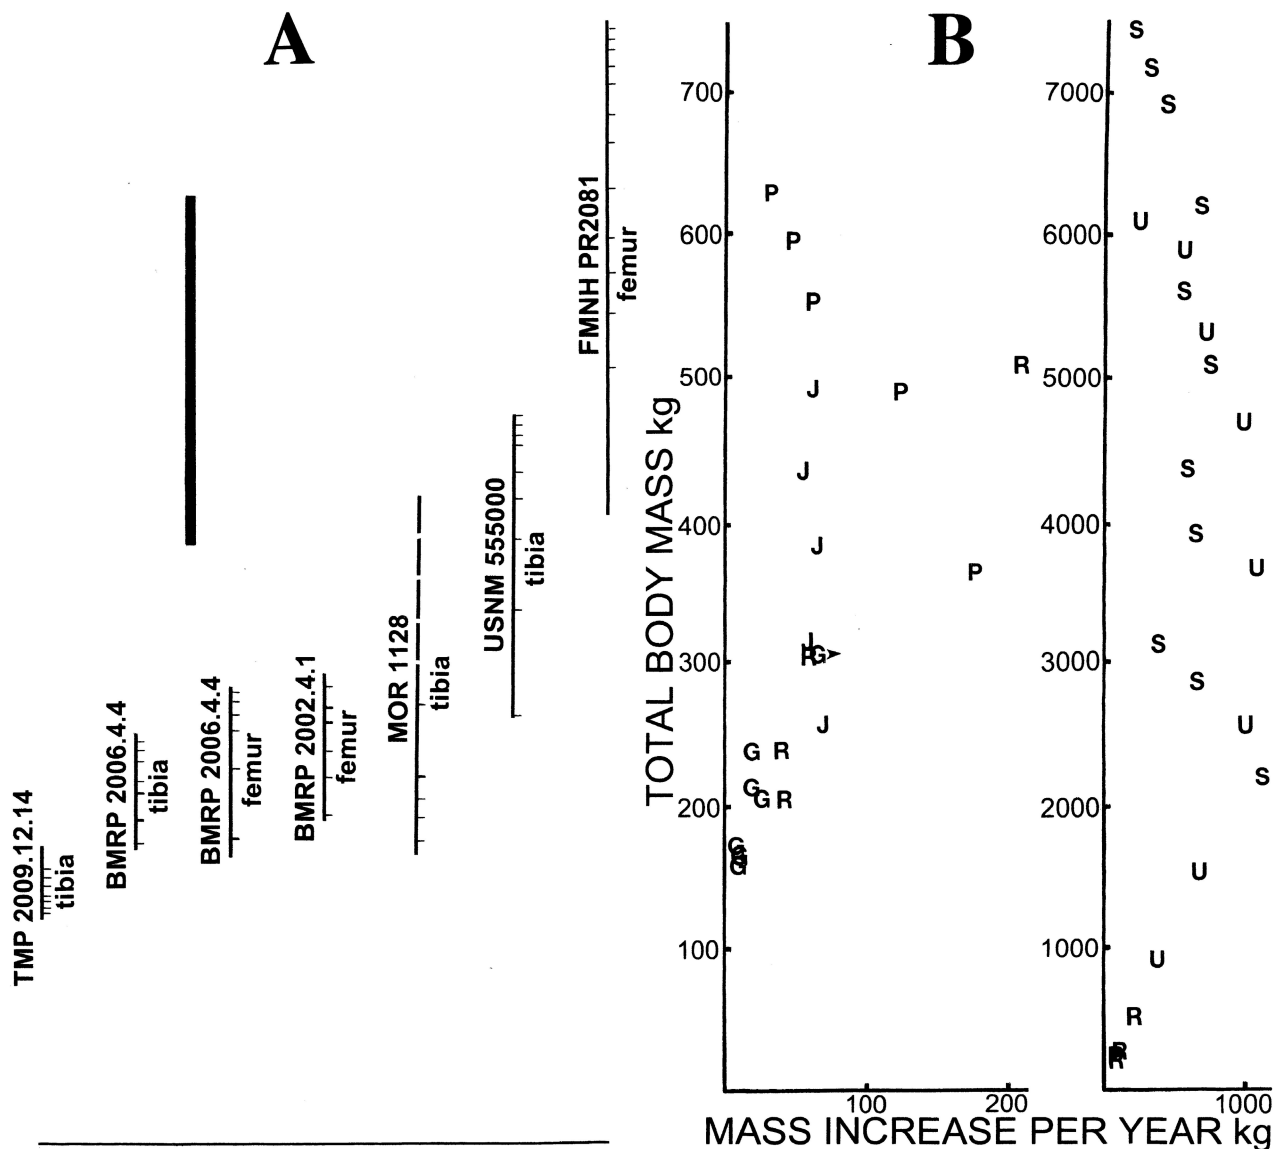 A
TMP 2009.12.14
tibia
BMRP 2006.4.4
tibia
BMRP 2006.4.4
femur
BMRP 2002.4.1
femur
MOR 1128
tibia
USNM 555000
tibia
FMNH PR2081
femur
B
TOTAL BODY MASS kg
700
600
500
400
300
200
100
P
P
P
J
P
R
J
J
P
J
R
G
J
G
R
G
G
R
G
G
G
100
200
7000
6000
5000
4000
3000
2000
1000
S
S
S
S
U
U
S
U
S
U
S
S
U
S
S
U
S
U
U
R
R
R
1000
MASS INCREASE PER YEAR kg